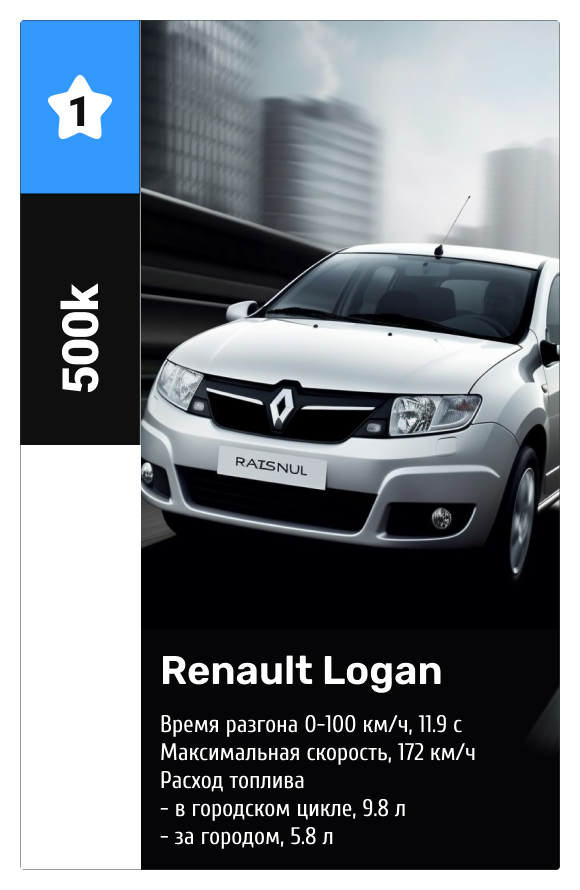 1
500k
RAISNUL
Renault Logan
Время разгона 0-100 км/ч, 11.9 с
Максимальная скорость, 172 км/ч
Расход топлива
- в городском цикле, 9.8 л
- за городом, 5.8 л